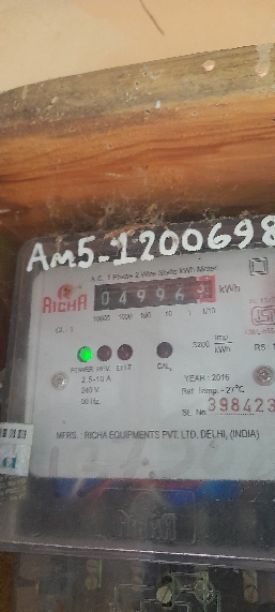 Am5-1200698
A.C. 1 Phase 2 Wire Static kWh Meter
RICHA
04996 kWh
10000 1000 100 10 1 1/10
CL. 1
3200 imp/kWh
POWER REV. E/L
CAL.
2.5-10 A
240 V
50 Hz.
YEAR : 2016
Ref. Temp. - 27°C
SL. No. 398423
MFRS. : RICHA EQUIPMENTS PVT. LTD. DELHI, (INDIA)